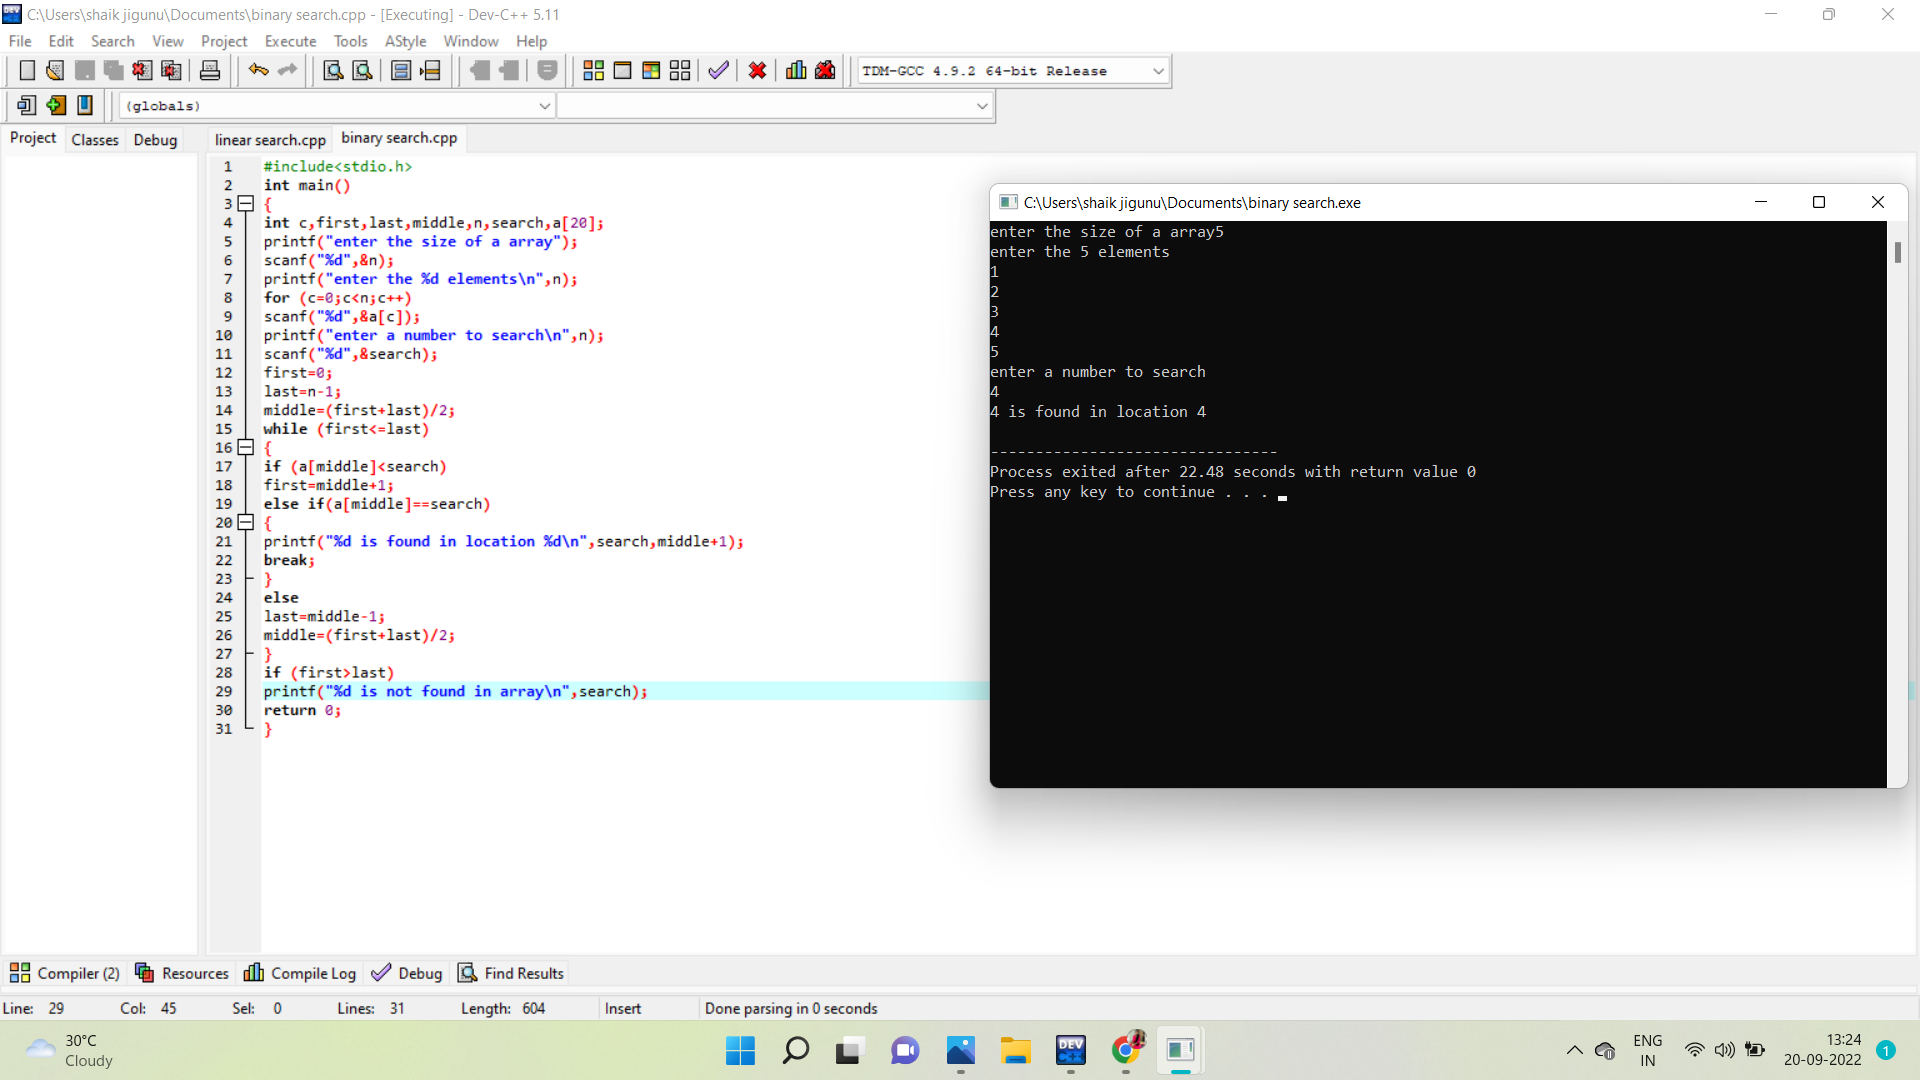 C:\Users\shaik jigunu\Documents\binary search.cpp - [Executing] - Dev-C++ 5.11
File Edit Search View Project Execute Tools AStyle Window Help
TDM-GCC 4.9.2 64-bit Release
(globals)
Project Classes Debug
linear search.cpp binary search.cpp
1 #include<stdio.h>
2 int main()
3 {
4 int c,first,last,middle,n,search,a[20];
5 printf("enter the size of a array");
6 scanf("%d",&n);
7 printf("enter the %d elements\n",n);
8 for (c=0;c<n;c++)
9 scanf("%d",&a[c]);
10 printf("enter a number to search\n",n);
11 scanf("%d",&search);
12 first=0;
13 last=n-1;
14 middle=(first+last)/2;
15 while (first<=last)
16 {
17 if (a[middle]<search)
18 first=middle+1;
19 else if(a[middle]==search)
20 {
21 printf("%d is found in location %d\n",search,middle+1);
22 break;
23 }
24 else
25 last=middle-1;
26 middle=(first+last)/2;
27 }
28 if (first>last)
29 printf("%d is not found in array\n",search);
30 return 0;
31 }
C:\Users\shaik jigunu\Documents\binary search.exe
enter the size of a array5
enter the 5 elements
1
2
3
4
5
enter a number to search
4
4 is found in location 4
--------------------------------
Process exited after 22.48 seconds with return value 0
Press any key to continue . . .
Compiler (2) Resources Compile Log Debug Find Results
Line: 29 Col: 45 Sel: 0 Lines: 31 Length: 604 Insert Done parsing in 0 seconds
30°C
Cloudy
DEV
C++
ENG
IN
13:24
20-09-2022
1